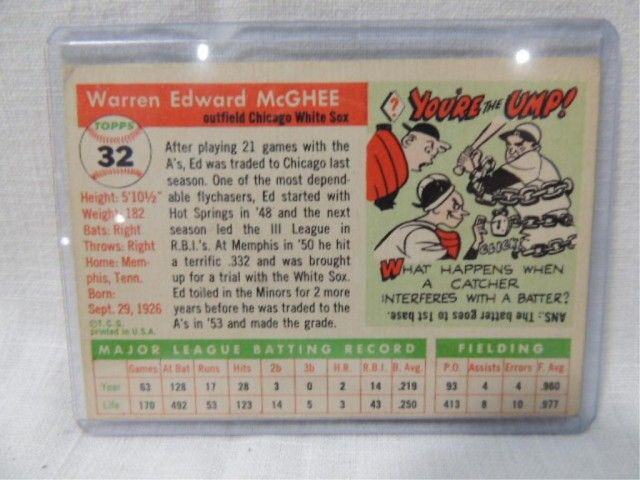 Warren Edward McGHEE
outfield Chicago White Sox
TOPPS
32
Height: 5'10½"
Weight: 182
Bats: Right
Throws: Right
Home: Mem-
phis, Tenn.
Born:
Sept. 29, 1926
©T.C.G.
printed in U.S.A.
After playing 21 games with the
A's, Ed was traded to Chicago last
season. One of the most depend-
able flychasers, Ed started with
Hot Springs in '48 and the next
season led the III League in
R.B.I.'s. At Memphis in '50 he hit
a terrific .332 and was brought
up for a trial with the White Sox.
Ed toiled in the Minors for 2 more
years before he was traded to the
A's in '53 and made the grade.
? YOU'RE THE UMP!
CLICK
WHAT HAPPENS WHEN
A CATCHER
INTERFERES WITH A BATTER?
ANS.: The batter goes to 1st base.
MAJOR LEAGUE BATTING RECORD FIELDING
Games At Bat Runs Hits 2b 3b H.R. R.B.I. B. Avg. P.O. Assists Errors F. Avg.
Year 63 128 17 28 3 0 2 14 .219 93 4 4 .960
Life 170 492 53 123 14 5 3 43 .250 413 8 10 .977